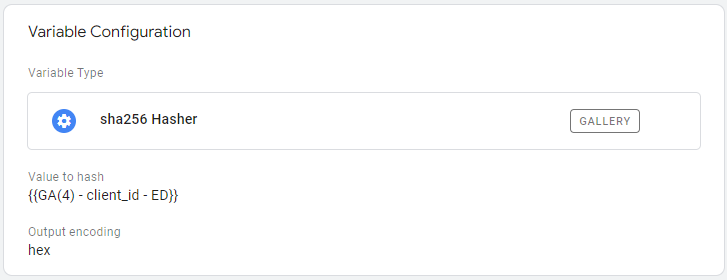 Variable Configuration
Variable Type
sha256 Hasher
GALLERY
Value to hash
{{GA(4) - client_id - ED}}
Output encoding
hex